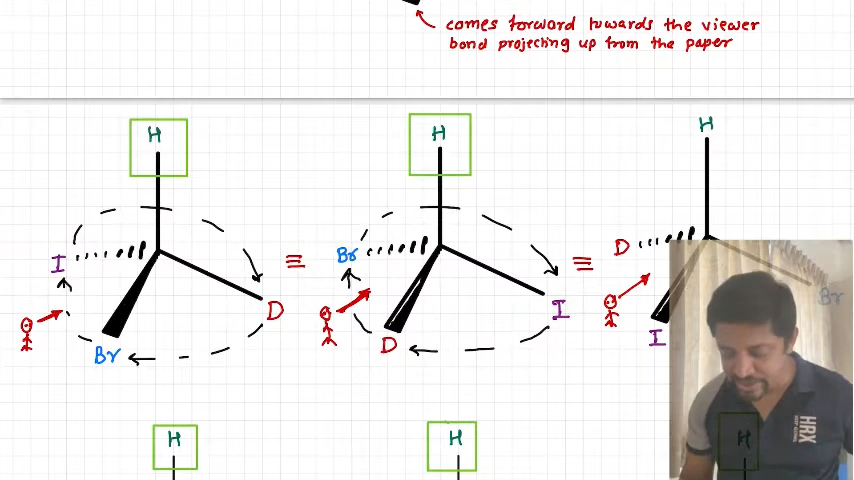 comes forward towards the viewer
bond projecting up from the paper
H
H
H
I
Br
D
≡
Br
D
I
≡
D
I
Br
H
H
H
HRX